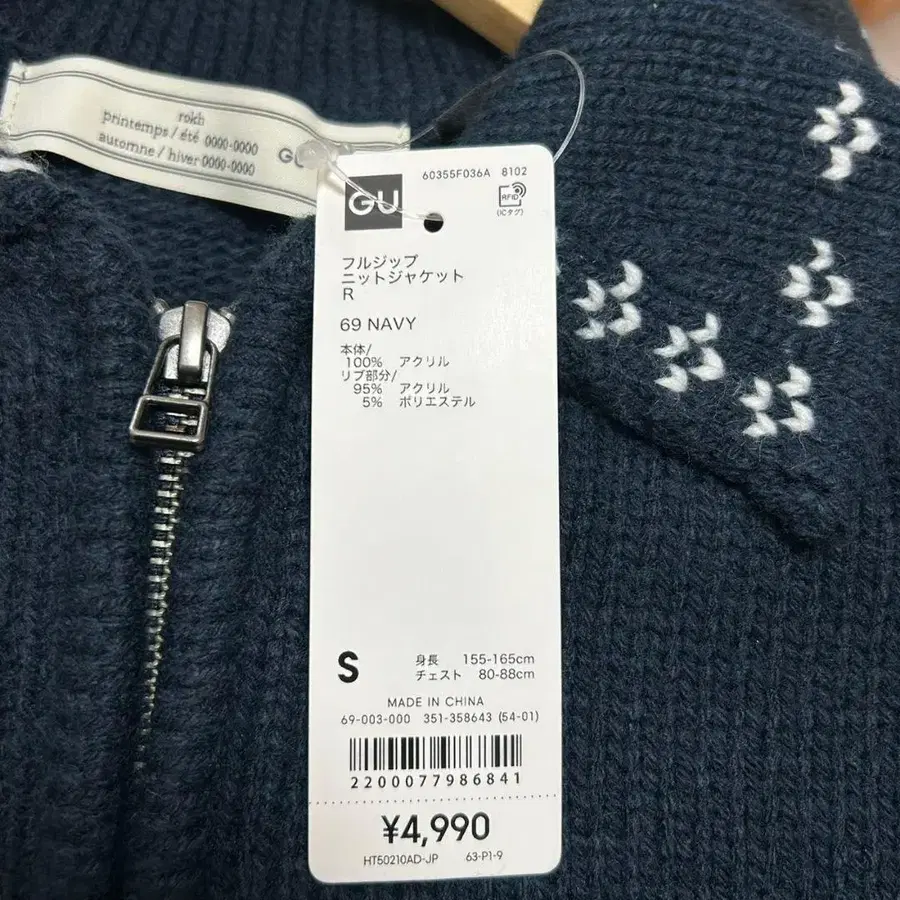 rokh
printemps / été 0000-0000
automne / hiver 0000-0000
GU
60355F036A 8102
GU
RFID
(ICタグ)
フルジップ
ニットジャケット
R
69 NAVY
本体/
100% アクリル
リブ部分/
95% アクリル
5% ポリエステル
S
身長 155-165cm
チェスト 80-88cm
MADE IN CHINA
69-003-000 351-358643 (54-01)
2200077986841
¥4,990
HT50210AD-JP 63-P1-9